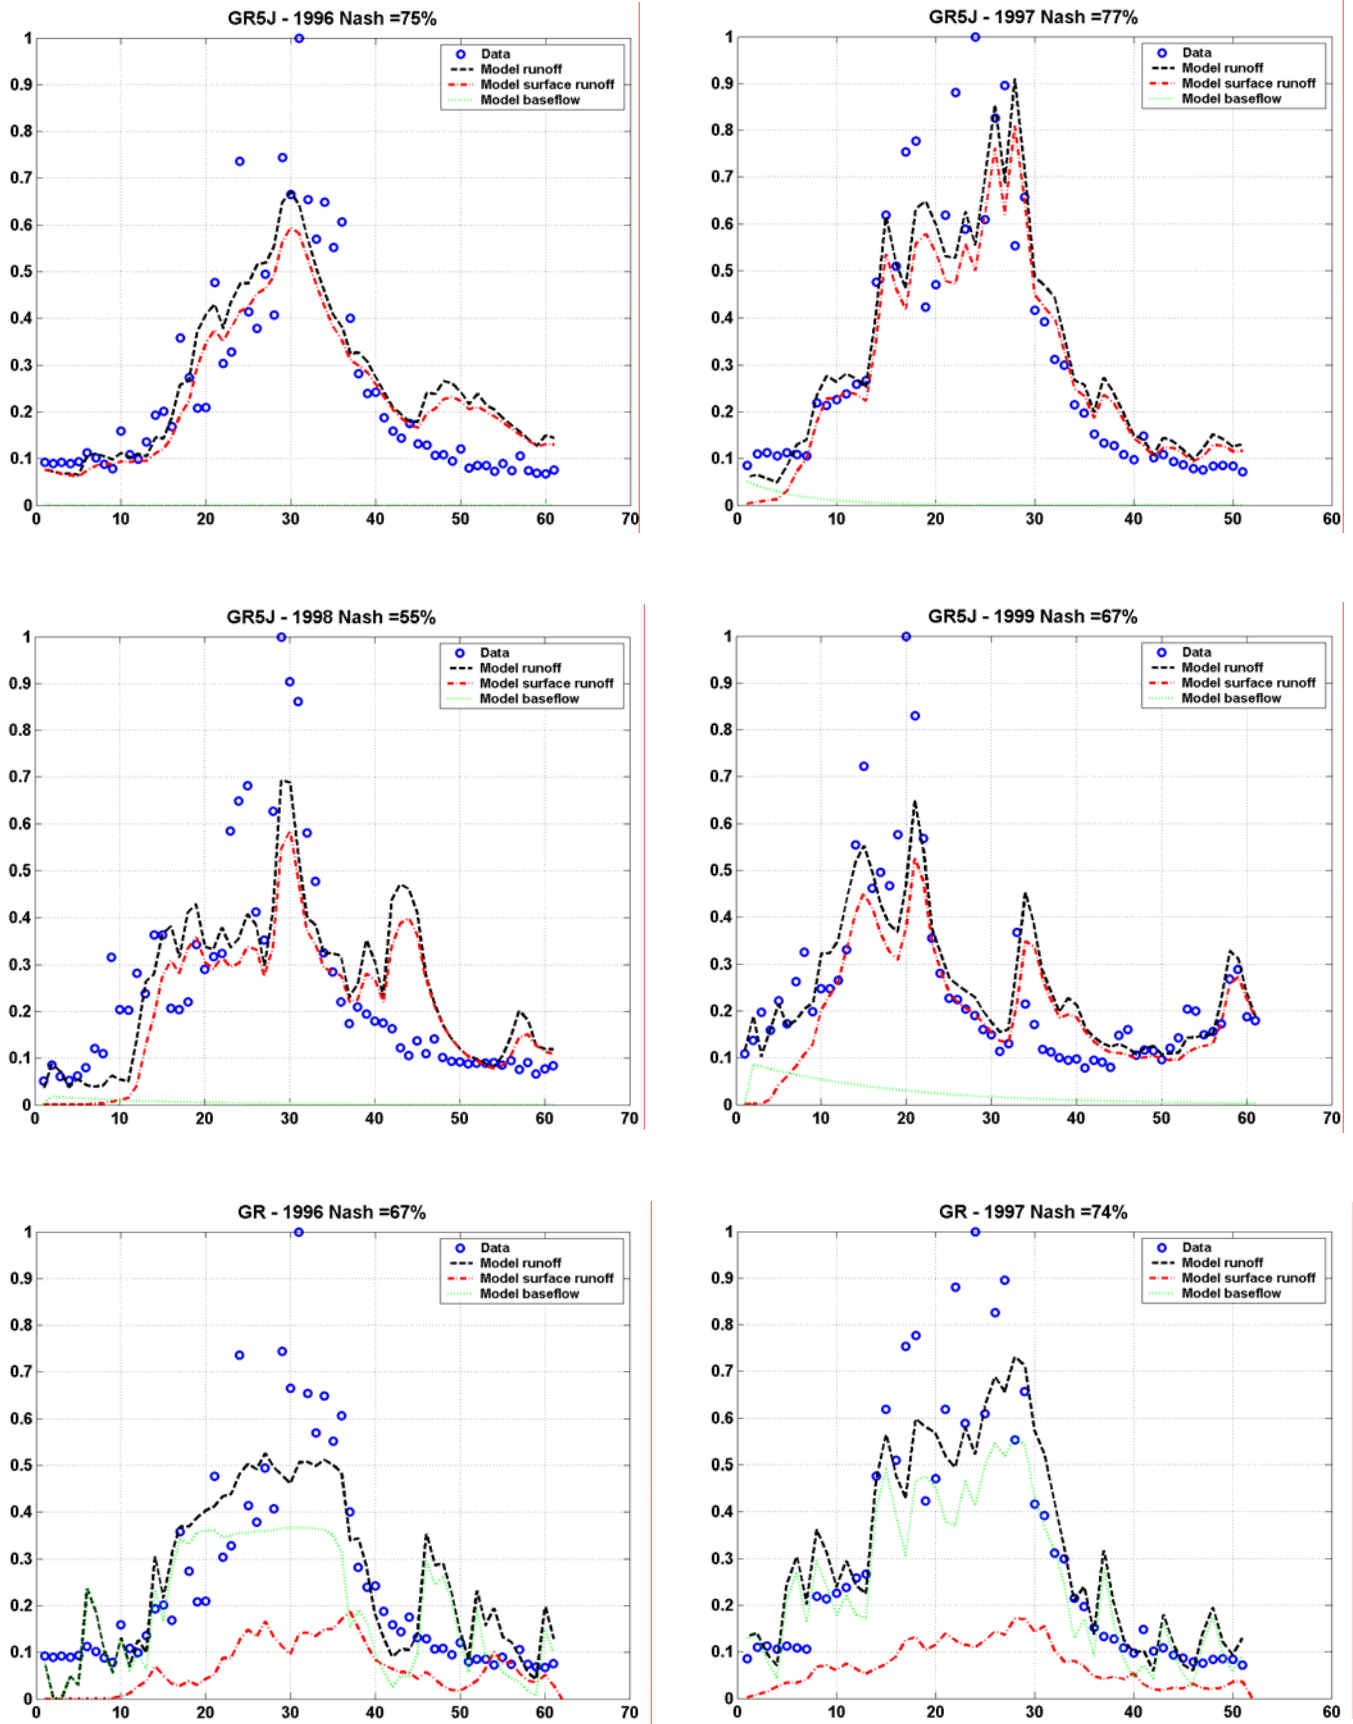 GR5J - 1996 Nash =75%
1
0.9
0.8
0.7
0.6
0.5
0.4
0.3
0.2
0.1
0
0 10 20 30 40 50 60 70
Data
Model runoff
Model surface runoff
Model baseflow
GR5J - 1997 Nash =77%
1
0.9
0.8
0.7
0.6
0.5
0.4
0.3
0.2
0.1
0
0 10 20 30 40 50 60
Data
Model runoff
Model surface runoff
Model baseflow
GR5J - 1998 Nash =55%
1
0.9
0.8
0.7
0.6
0.5
0.4
0.3
0.2
0.1
0
0 10 20 30 40 50 60 70
Data
Model runoff
Model surface runoff
Model baseflow
GR5J - 1999 Nash =67%
1
0.9
0.8
0.7
0.6
0.5
0.4
0.3
0.2
0.1
0
0 10 20 30 40 50 60 70
Data
Model runoff
Model surface runoff
Model baseflow
GR - 1996 Nash =67%
1
0.9
0.8
0.7
0.6
0.5
0.4
0.3
0.2
0.1
0
0 10 20 30 40 50 60 70
Data
Model runoff
Model surface runoff
Model baseflow
GR - 1997 Nash =74%
1
0.9
0.8
0.7
0.6
0.5
0.4
0.3
0.2
0.1
0
0 10 20 30 40 50 60
Data
Model runoff
Model surface runoff
Model baseflow